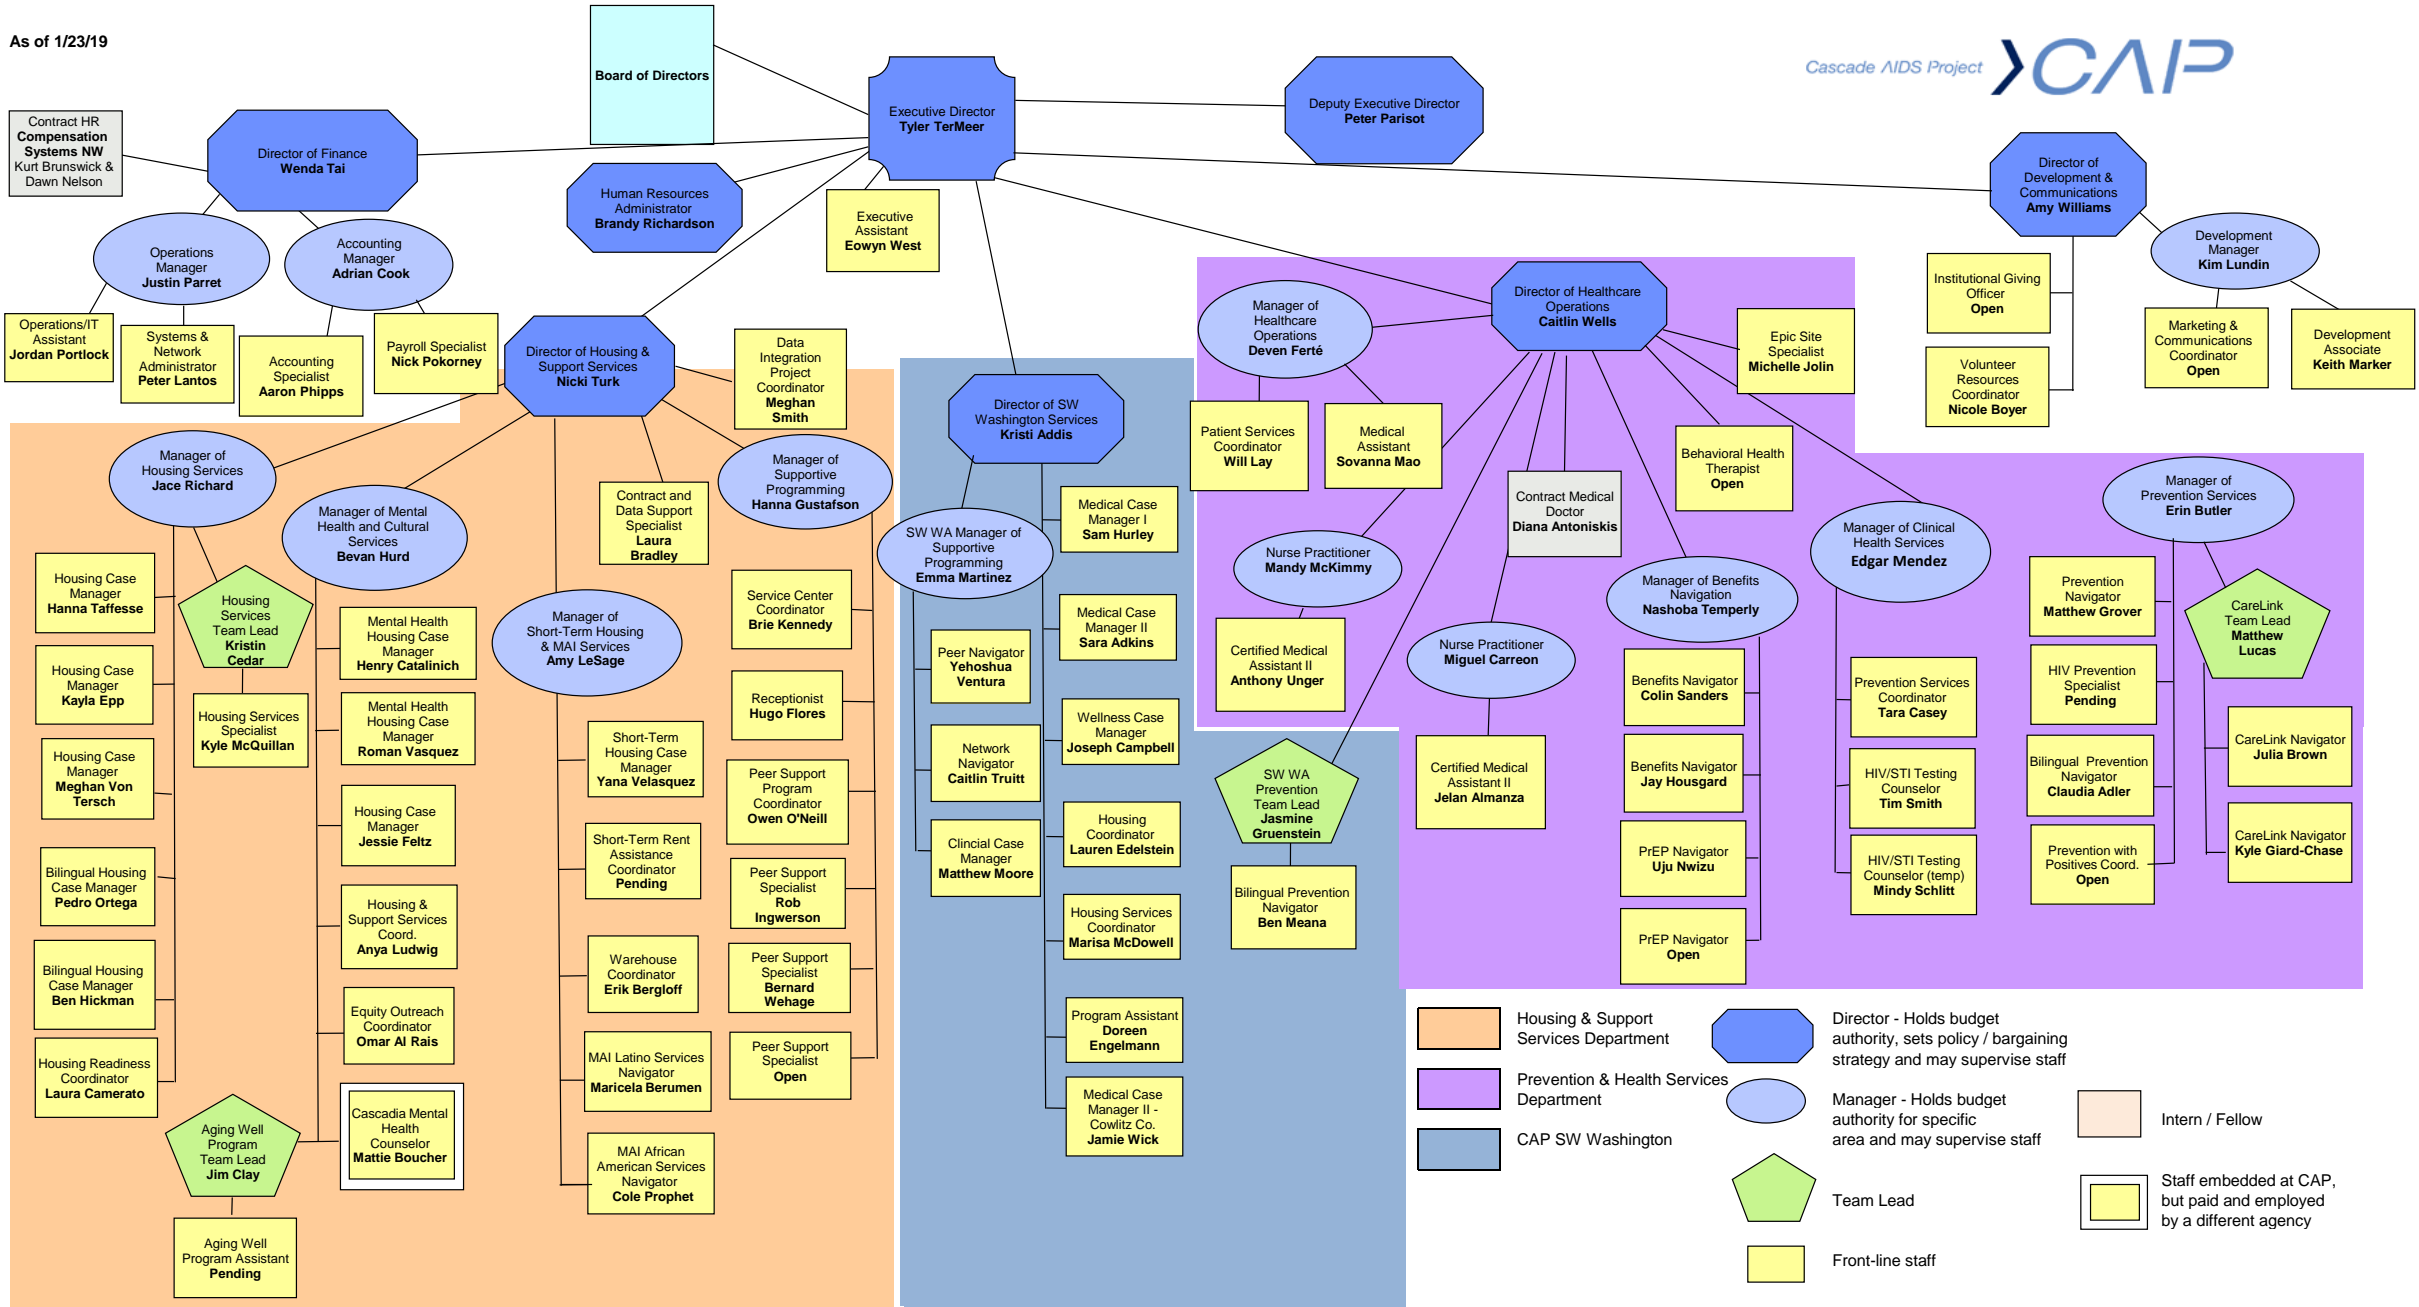 As of 1/23/19
Board of Directors
Executive Director
Tyler TerMeer
Deputy Executive Director
Peter Parisot
Cascade AIDS Project
CAP
Contract HR
Compensation
Systems NW
Kurt Brunswick &
Dawn Nelson
Director of Finance
Wenda Tai
Human Resources
Administrator
Brandy Richardson
Executive
Assistant
Eowyn West
Director of
Development &
Communications
Amy Williams
Operations
Manager
Justin Parret
Accounting
Manager
Adrian Cook
Development
Manager
Kim Lundin
Institutional Giving
Officer
Open
Volunteer
Resources
Coordinator
Nicole Boyer
Marketing &
Communications
Coordinator
Open
Development
Associate
Keith Marker
Operations/IT
Assistant
Jordan Portlock
Systems &
Network
Administrator
Peter Lantos
Accounting
Specialist
Aaron Phipps
Payroll Specialist
Nick Pokorney
Director of Housing &
Support Services
Nicki Turk
Data
Integration
Project
Coordinator
Meghan
Smith
Director of SW
Washington Services
Kristi Addis
Manager of
Healthcare
Operations
Deven Ferté
Director of Healthcare
Operations
Caitlin Wells
Epic Site
Specialist
Michelle Jolin
Patient Services
Coordinator
Will Lay
Medical
Assistant
Sovanna Mao
Contract Medical
Doctor
Diana Antoniskis
Behavioral Health
Therapist
Open
Manager of
Housing Services
Jace Richard
Manager of Mental
Health and Cultural
Services
Bevan Hurd
Contract and
Data Support
Specialist
Laura
Bradley
Manager of
Supportive
Programming
Hanna Gustafson
SW WA Manager of
Supportive
Programming
Emma Martinez
Medical Case
Manager I
Sam Hurley
Nurse Practitioner
Mandy McKimmy
Manager of Benefits
Navigation
Nashoba Temperly
Manager of Clinical
Health Services
Edgar Mendez
Manager of
Prevention Services
Erin Butler
Housing Case
Manager
Hanna Taffesse
Housing
Services
Team Lead
Kristin
Cedar
Housing Case
Manager
Kayla Epp
Housing Services
Specialist
Kyle McQuillan
Housing Case
Manager
Meghan Von
Tersch
Bilingual Housing
Case Manager
Pedro Ortega
Bilingual Housing
Case Manager
Ben Hickman
Housing Readiness
Coordinator
Laura Camerato
Mental Health
Housing Case
Manager
Henry Catalinich
Mental Health
Housing Case
Manager
Roman Vasquez
Housing Case
Manager
Jessie Feltz
Housing &
Support Services
Coord.
Anya Ludwig
Equity Outreach
Coordinator
Omar Al Rais
Cascadia Mental
Health
Counselor
Mattie Boucher
Aging Well
Program
Team Lead
Jim Clay
Aging Well
Program Assistant
Pending
Manager of
Short-Term Housing
& MAI Services
Amy LeSage
Short-Term
Housing Case
Manager
Yana Velasquez
Short-Term Rent
Assistance
Coordinator
Pending
Warehouse
Coordinator
Erik Bergloff
MAI Latino Services
Navigator
Maricela Berumen
MAI African
American Services
Navigator
Cole Prophet
Service Center
Coordinator
Brie Kennedy
Receptionist
Hugo Flores
Peer Support
Program
Coordinator
Owen O'Neill
Peer Support
Specialist
Rob
Ingwerson
Peer Support
Specialist
Bernard
Wehage
Peer Support
Specialist
Open
Peer Navigator
Yehoshua
Ventura
Network
Navigator
Caitlin Truitt
Clincial Case
Manager
Matthew Moore
Medical Case
Manager II
Sara Adkins
Wellness Case
Manager
Joseph Campbell
Housing
Coordinator
Lauren Edelstein
Housing Services
Coordinator
Marisa McDowell
Program Assistant
Doreen
Engelmann
Medical Case
Manager II -
Cowlitz Co.
Jamie Wick
Certified Medical
Assistant II
Anthony Unger
SW WA
Prevention
Team Lead
Jasmine
Gruenstein
Bilingual Prevention
Navigator
Ben Meana
Nurse Practitioner
Miguel Carreon
Certified Medical
Assistant II
Jelan Almanza
Benefits Navigator
Colin Sanders
Benefits Navigator
Jay Housgard
PrEP Navigator
Uju Nwizu
PrEP Navigator
Open
Prevention Services
Coordinator
Tara Casey
HIV/STI Testing
Counselor
Tim Smith
HIV/STI Testing
Counselor (temp)
Mindy Schlitt
Prevention
Navigator
Matthew Grover
HIV Prevention
Specialist
Pending
Bilingual Prevention
Navigator
Claudia Adler
Prevention with
Positives Coord.
Open
CareLink
Team Lead
Matthew
Lucas
CareLink Navigator
Julia Brown
CareLink Navigator
Kyle Giard-Chase
Housing & Support
Services Department
Prevention & Health Services
Department
CAP SW Washington
Director - Holds budget
authority, sets policy / bargaining
strategy and may supervise staff
Manager - Holds budget
authority for specific
area and may supervise staff
Team Lead
Front-line staff
Intern / Fellow
Staff embedded at CAP,
but paid and employed
by a different agency